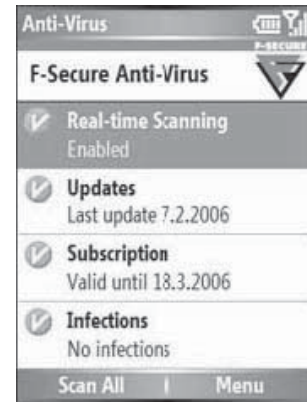 Anti-Virus
F-SECURE
F-Secure Anti-Virus
Real-time Scanning
Enabled
Updates
Last update 7.2.2006
Subscription
Valid until 18.3.2006
Infections
No infections
Scan All
Menu